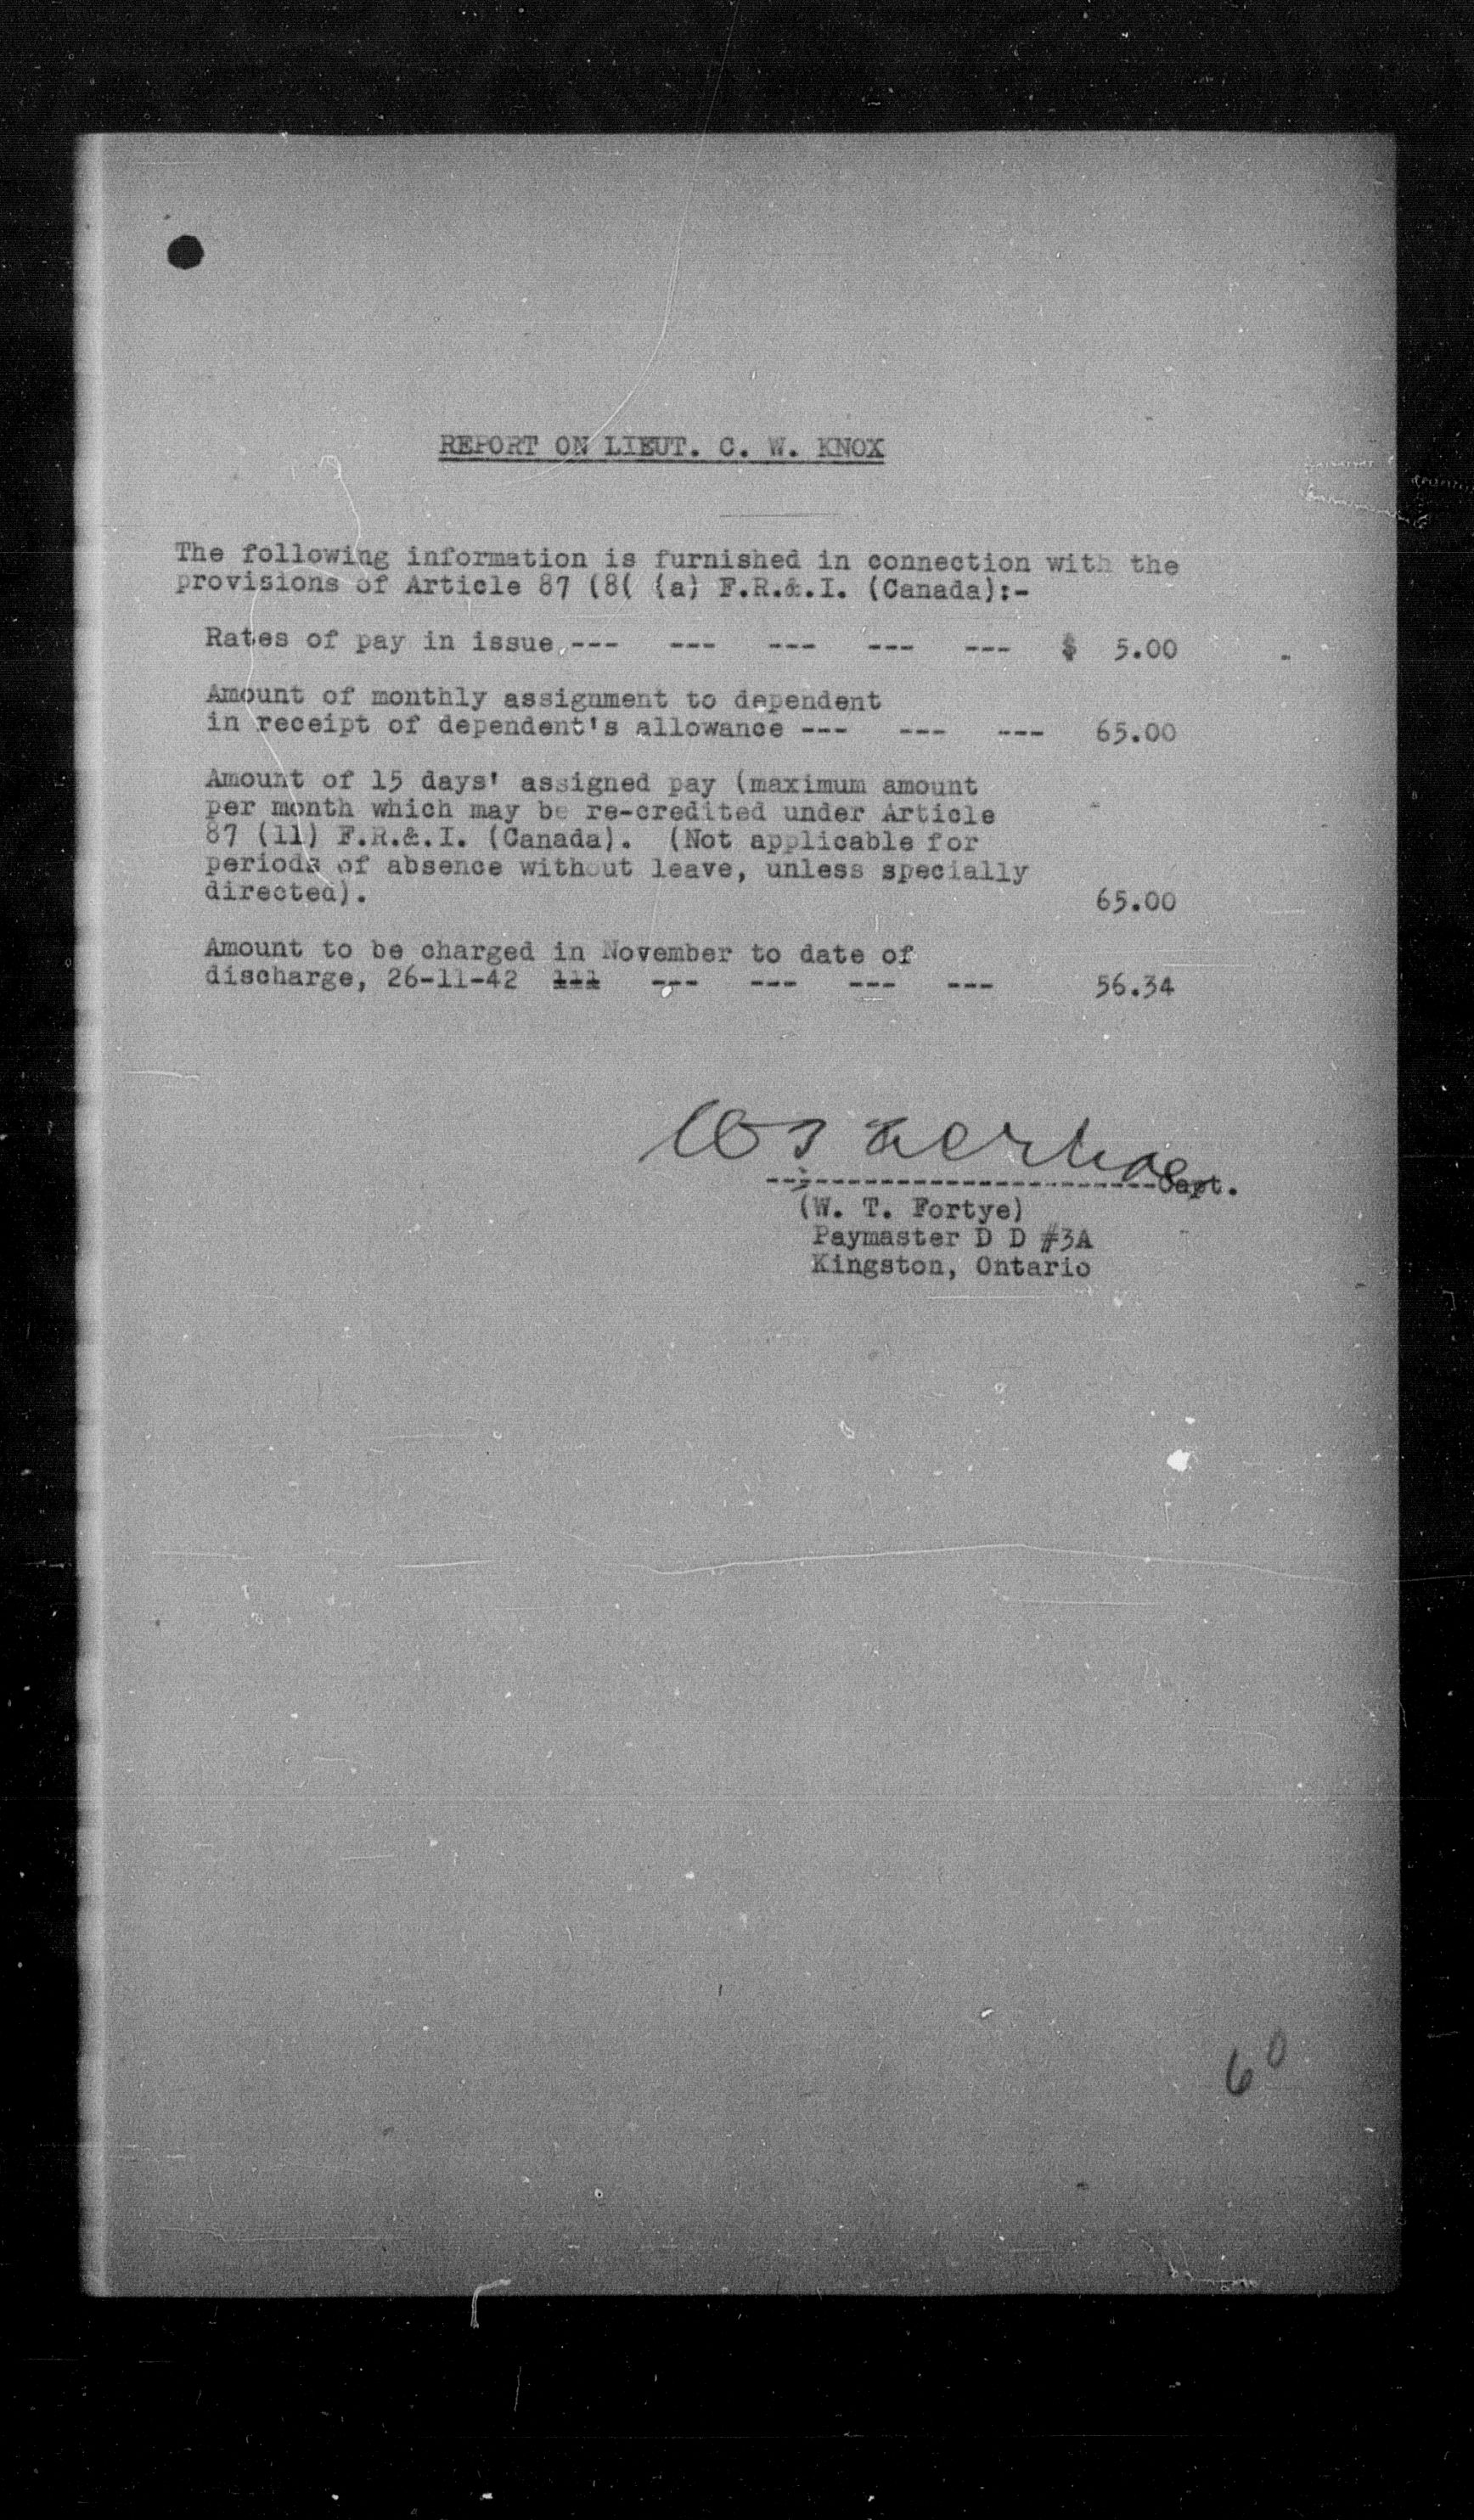 REPORT ON LIEUT. C. W. KNOX
The following information is furnished in connection with the
provisions of Article 87 (8( (a) F.R.&.I. (Canada):-
Rates of pay in issue.--- --- --- --- --- $ 5.00
Amount of monthly assignment to dependent
in receipt of dependent's allowance --- --- --- 65.00
Amount of 15 days' assigned pay (maximum amount
per month which may be re-credited under Article
87 (11) F.R.&.I. (Canada). (Not applicable for
periods of absence without leave, unless specially
directed). 65.00
Amount to be charged in November to date of
discharge, 26-11-42 --- --- --- --- 56.34
-------------------------Capt.
(W. T. Fortye)
Paymaster D D #3A
Kingston, Ontario
60